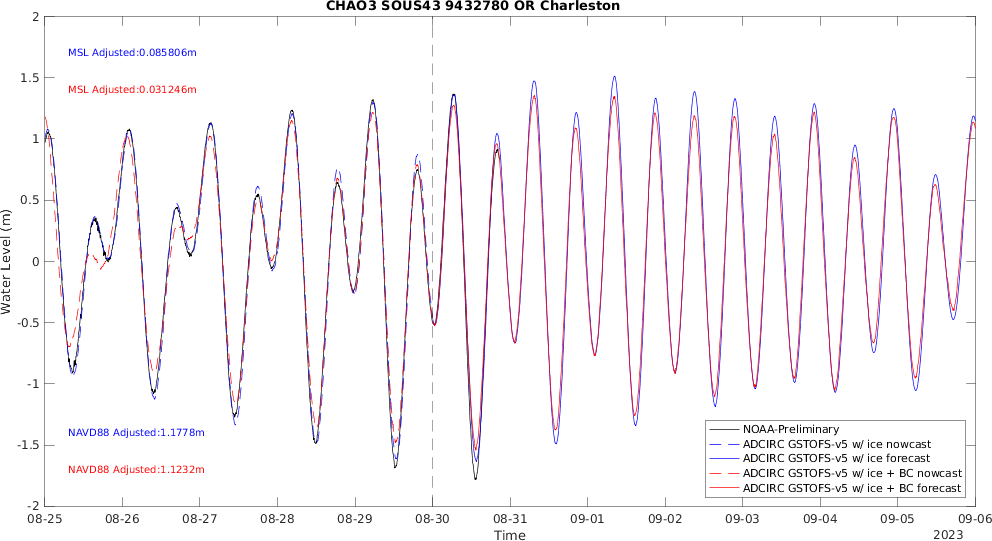 CHAO3 SOUS43 9432780 OR Charleston
MSL Adjusted:0.085806m
MSL Adjusted:0.031246m
NAVD88 Adjusted:1.1778m
NAVD88 Adjusted:1.1232m
Water Level (m)
2
1.5
1
0.5
0
-0.5
-1
-1.5
-2
NOAA-Preliminary
ADCIRC GSTOFS-v5 w/ ice nowcast
ADCIRC GSTOFS-v5 w/ ice forecast
ADCIRC GSTOFS-v5 w/ ice + BC nowcast
ADCIRC GSTOFS-v5 w/ ice + BC forecast
08-25 08-26 08-27 08-28 08-29 08-30 08-31 09-01 09-02 09-03 09-04 09-05 09-06
Time
2023